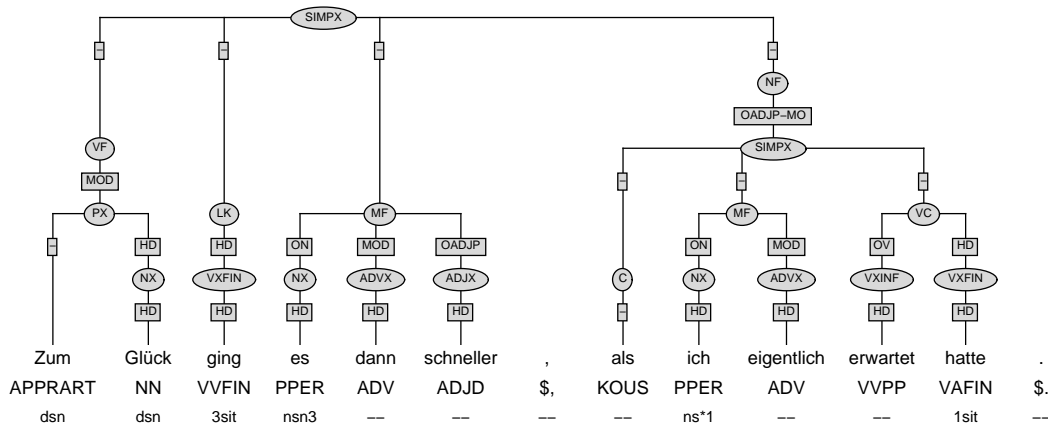 SIMPX
– – – –
NF
OADJP–MO
VF SIMPX
MOD – – –
PX LK MF MF VC
– HD HD ON MOD OADJP ON MOD OV HD
NX VXFIN NX ADVX ADJX C NX ADVX VXINF VXFIN
HD HD HD HD HD – HD HD HD HD
Zum Glück ging es dann schneller , als ich eigentlich erwartet hatte .
APPRART NN VVFIN PPER ADV ADJD $, KOUS PPER ADV VVPP VAFIN $.
dsn dsn 3sit nsn3 –– –– –– –– ns*1 –– –– 1sit ––